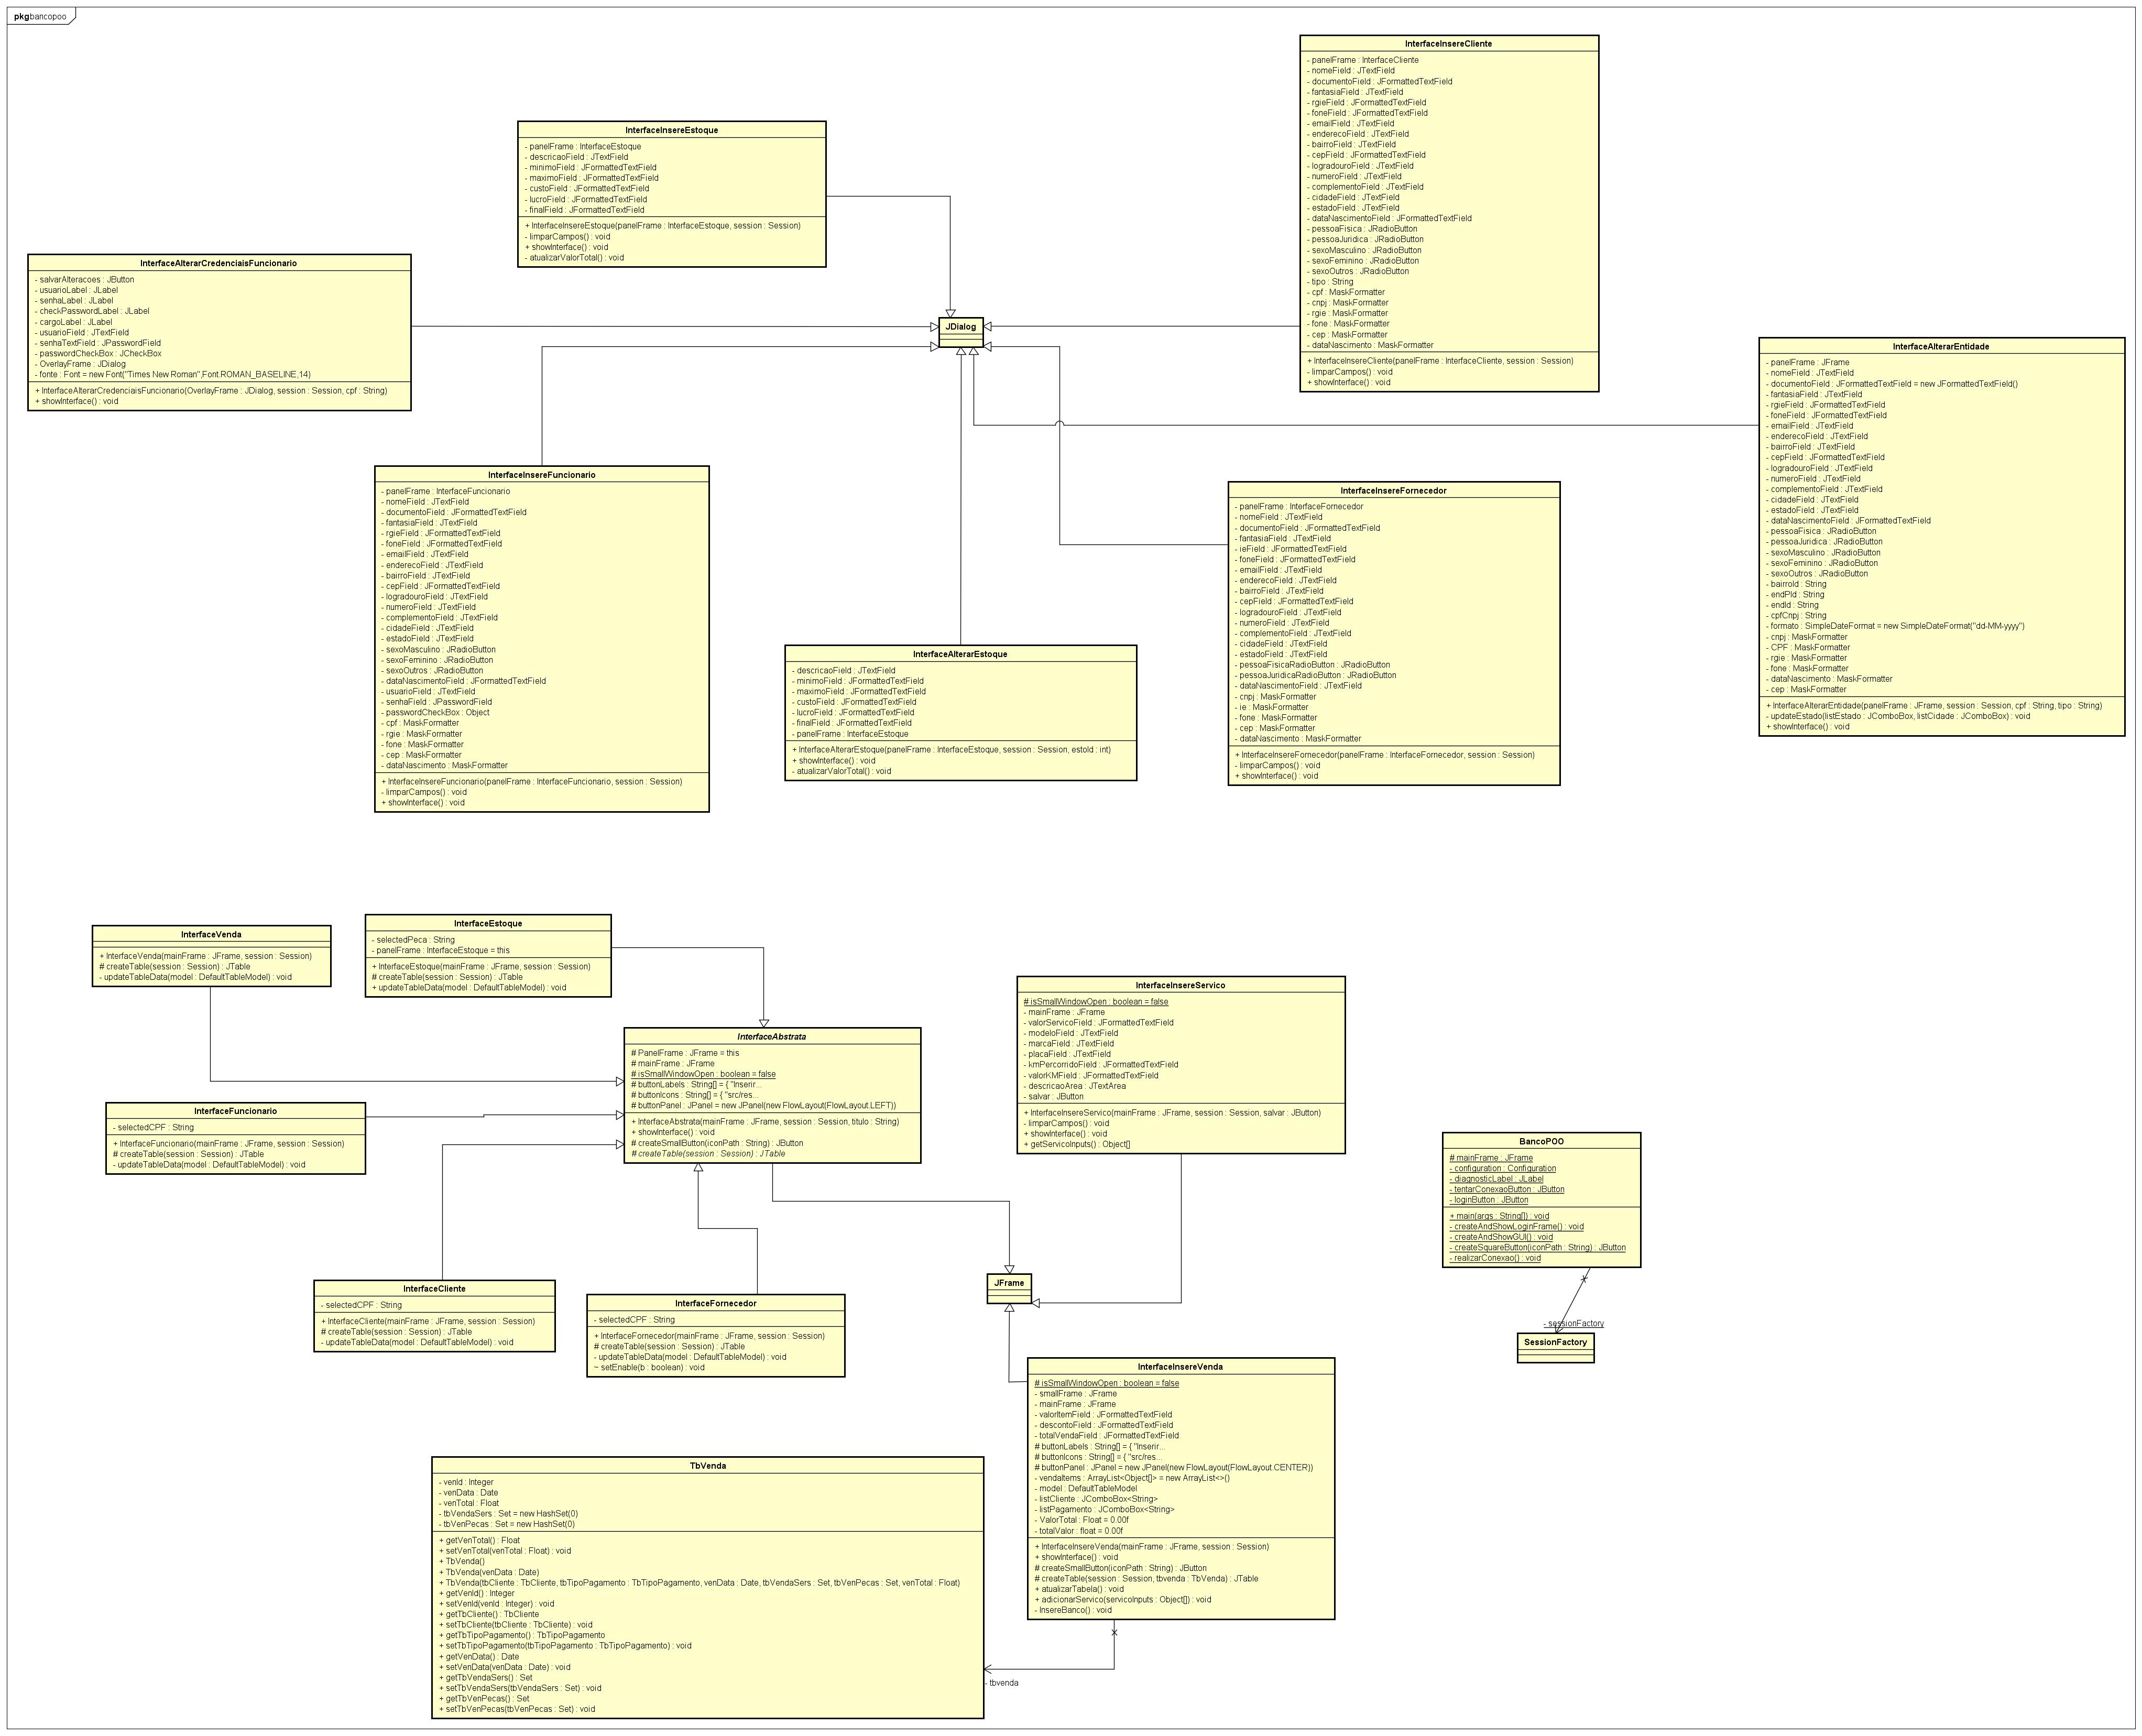 pkg bancopoo
InterfaceInsereCliente
- panelFrame : InterfaceCliente
- nomeField : JTextField
- documentoField : JFormattedTextField
- fantasiaField : JTextField
- rgieField : JFormattedTextField
- foneField : JFormattedTextField
- emailField : JTextField
- enderecoField : JTextField
- bairroField : JTextField
- cepField : JFormattedTextField
- logradouroField : JTextField
- numeroField : JTextField
- complementoField : JTextField
- cidadeField : JTextField
- estadoField : JTextField
- dataNascimentoField : JFormattedTextField
- pessoaFisica : JRadioButton
- pessoaJuridica : JRadioButton
- sexoMasculino : JRadioButton
- sexoFeminino : JRadioButton
- sexoOutros : JRadioButton
- tipo : String
- cpf : MaskFormatter
- cnpj : MaskFormatter
- rgie : MaskFormatter
- fone : MaskFormatter
- cep : MaskFormatter
- dataNascimento : MaskFormatter
+ InterfaceInsereCliente(panelFrame : InterfaceCliente, session : Session)
- limparCampos() : void
+ showInterface() : void
InterfaceInsereEstoque
- panelFrame : InterfaceEstoque
- descricaoField : JTextField
- minimoField : JFormattedTextField
- maximoField : JFormattedTextField
- custoField : JFormattedTextField
- lucroField : JFormattedTextField
- finalField : JFormattedTextField
+ InterfaceInsereEstoque(panelFrame : InterfaceEstoque, session : Session)
- limparCampos() : void
+ showInterface() : void
- atualizarValorTotal() : void
InterfaceAlterarCredenciaisFuncionario
- salvarAlteracoes : JButton
- usuarioLabel : JLabel
- senhaLabel : JLabel
- checkPasswordLabel : JLabel
- cargoLabel : JLabel
- usuarioField : JTextField
- senhaTextField : JPasswordField
- passwordCheckBox : JCheckBox
- OverlayFrame : JDialog
- fonte : Font = new Font("Times New Roman",Font.ROMAN_BASELINE,14)
+ InterfaceAlterarCredenciaisFuncionario(OverlayFrame : JDialog, session : Session, cpf : String)
+ showInterface() : void
JDialog
InterfaceAlterarEntidade
- panelFrame : JFrame
- nomeField : JTextField
- documentoField : JFormattedTextField = new JFormattedTextField()
- fantasiaField : JTextField
- rgieField : JFormattedTextField
- foneField : JFormattedTextField
- emailField : JTextField
- enderecoField : JTextField
- bairroField : JTextField
- cepField : JFormattedTextField
- logradouroField : JTextField
- numeroField : JTextField
- complementoField : JTextField
- cidadeField : JTextField
- estadoField : JTextField
- dataNascimentoField : JFormattedTextField
- pessoaFisica : JRadioButton
- pessoaJuridica : JRadioButton
- sexoMasculino : JRadioButton
- sexoFeminino : JRadioButton
- sexoOutros : JRadioButton
- bairroId : String
- endPId : String
- endId : String
- cpfCnpj : String
- formato : SimpleDateFormat = new SimpleDateFormat("dd-MM-yyyy")
- cnpj : MaskFormatter
- CPF : MaskFormatter
- rgie : MaskFormatter
- fone : MaskFormatter
- dataNascimento : MaskFormatter
- cep : MaskFormatter
+ InterfaceAlterarEntidade(panelFrame : JFrame, session : Session, cpf : String, tipo : String)
- updateEstado(listEstado : JComboBox, listCidade : JComboBox) : void
+ showInterface() : void
InterfaceInsereFuncionario
- panelFrame : InterfaceFuncionario
- nomeField : JTextField
- documentoField : JFormattedTextField
- fantasiaField : JTextField
- rgieField : JFormattedTextField
- foneField : JFormattedTextField
- emailField : JTextField
- enderecoField : JTextField
- bairroField : JTextField
- cepField : JFormattedTextField
- logradouroField : JTextField
- numeroField : JTextField
- complementoField : JTextField
- cidadeField : JTextField
- estadoField : JTextField
- sexoMasculino : JRadioButton
- sexoFeminino : JRadioButton
- sexoOutros : JRadioButton
- dataNascimentoField : JFormattedTextField
- usuarioField : JTextField
- senhaField : JPasswordField
- passwordCheckBox : Object
- cpf : MaskFormatter
- rgie : MaskFormatter
- fone : MaskFormatter
- cep : MaskFormatter
- dataNascimento : MaskFormatter
+ InterfaceInsereFuncionario(panelFrame : InterfaceFuncionario, session : Session)
- limparCampos() : void
+ showInterface() : void
InterfaceInsereFornecedor
- panelFrame : InterfaceFornecedor
- nomeField : JTextField
- documentoField : JFormattedTextField
- fantasiaField : JTextField
- ieField : JFormattedTextField
- foneField : JFormattedTextField
- emailField : JTextField
- enderecoField : JTextField
- bairroField : JTextField
- cepField : JFormattedTextField
- logradouroField : JTextField
- numeroField : JTextField
- complementoField : JTextField
- cidadeField : JTextField
- estadoField : JTextField
- pessoaFisicaRadioButton : JRadioButton
- pessoaJuridicaRadioButton : JRadioButton
- dataNascimentoField : JTextField
- cnpj : MaskFormatter
- ie : MaskFormatter
- fone : MaskFormatter
- cep : MaskFormatter
- dataNascimento : MaskFormatter
+ InterfaceInsereFornecedor(panelFrame : InterfaceFornecedor, session : Session)
- limparCampos() : void
+ showInterface() : void
InterfaceAlterarEstoque
- descricaoField : JTextField
- minimoField : JFormattedTextField
- maximoField : JFormattedTextField
- custoField : JFormattedTextField
- lucroField : JFormattedTextField
- finalField : JFormattedTextField
- panelFrame : InterfaceEstoque
+ InterfaceAlterarEstoque(panelFrame : InterfaceEstoque, session : Session, estoId : int)
+ showInterface() : void
- atualizarValorTotal() : void
InterfaceVenda
+ InterfaceVenda(mainFrame : JFrame, session : Session)
# createTable(session : Session) : JTable
- updateTableData(model : DefaultTableModel) : void
InterfaceEstoque
- selectedPeca : String
- panelFrame : InterfaceEstoque = this
+ InterfaceEstoque(mainFrame : JFrame, session : Session)
# createTable(session : Session) : JTable
+ updateTableData(model : DefaultTableModel) : void
InterfaceAbstrata
# PanelFrame : JFrame = this
# mainFrame : JFrame
# isSmallWindowOpen : boolean = false
# buttonLabels : String[] = { "Inserir...
# buttonIcons : String[] = { "src/res...
# buttonPanel : JPanel = new JPanel(new FlowLayout(FlowLayout.LEFT))
+ InterfaceAbstrata(mainFrame : JFrame, session : Session, titulo : String)
+ showInterface() : void
# createSmallButton(iconPath : String) : JButton
# createTable(session : Session) : JTable
InterfaceInsereServico
# isSmallWindowOpen : boolean = false
- mainFrame : JFrame
- valorServicoField : JFormattedTextField
- modeloField : JTextField
- marcaField : JTextField
- placaField : JTextField
- kmPercorridoField : JFormattedTextField
- valorKMField : JFormattedTextField
- descricaoArea : JTextArea
- salvar : JButton
+ InterfaceInsereServico(mainFrame : JFrame, session : Session, salvar : JButton)
- limparCampos() : void
+ showInterface() : void
+ getServicoInputs() : Object[]
InterfaceFuncionario
- selectedCPF : String
+ InterfaceFuncionario(mainFrame : JFrame, session : Session)
# createTable(session : Session) : JTable
- updateTableData(model : DefaultTableModel) : void
BancoPOO
# mainFrame : JFrame
- configuration : Configuration
- diagnosticLabel : JLabel
- tentarConexaoButton : JButton
- loginButton : JButton
+ main(args : String[]) : void
- createAndShowLoginFrame() : void
- createAndShowGUI() : void
- createSquareButton(iconPath : String) : JButton
- realizarConexao() : void
InterfaceCliente
- selectedCPF : String
+ InterfaceCliente(mainFrame : JFrame, session : Session)
# createTable(session : Session) : JTable
- updateTableData(model : DefaultTableModel) : void
InterfaceFornecedor
- selectedCPF : String
+ InterfaceFornecedor(mainFrame : JFrame, session : Session)
# createTable(session : Session) : JTable
- updateTableData(model : DefaultTableModel) : void
~ setEnable(b : boolean) : void
JFrame
- sessionFactory
SessionFactory
InterfaceInsereVenda
# isSmallWindowOpen : boolean = false
- smallFrame : JFrame
- mainFrame : JFrame
- valorItemField : JFormattedTextField
- descontoField : JFormattedTextField
- totalVendaField : JFormattedTextField
# buttonLabels : String[] = { "Inserir...
# buttonIcons : String[] = { "src/res...
# buttonPanel : JPanel = new JPanel(new FlowLayout(FlowLayout.CENTER))
- vendaItems : ArrayList<Object[]> = new ArrayList<>()
- model : DefaultTableModel
- listCliente : JComboBox<String>
- listPagamento : JComboBox<String>
- ValorTotal : Float = 0.00f
- totalValor : float = 0.00f
+ InterfaceInsereVenda(mainFrame : JFrame, session : Session)
+ showInterface() : void
# createSmallButton(iconPath : String) : JButton
# createTable(session : Session, tbvenda : TbVenda) : JTable
+ atualizarTabela() : void
+ adicionarServico(servicoInputs : Object[]) : void
- InsereBanco() : void
TbVenda
- venId : Integer
- venData : Date
- venTotal : Float
- tbVendaSers : Set = new HashSet(0)
- tbVenPecas : Set = new HashSet(0)
+ getVenTotal() : Float
+ setVenTotal(venTotal : Float) : void
+ TbVenda()
+ TbVenda(venData : Date)
+ TbVenda(tbCliente : TbCliente, tbTipoPagamento : TbTipoPagamento, venData : Date, tbVendaSers : Set, tbVenPecas : Set, venTotal : Float)
+ getVenId() : Integer
+ setVenId(venId : Integer) : void
+ getTbCliente() : TbCliente
+ setTbCliente(tbCliente : TbCliente) : void
+ getTbTipoPagamento() : TbTipoPagamento
+ setTbTipoPagamento(tbTipoPagamento : TbTipoPagamento) : void
+ getVenData() : Date
+ setVenData(venData : Date) : void
+ getTbVendaSers() : Set
+ setTbVendaSers(tbVendaSers : Set) : void
+ getTbVenPecas() : Set
+ setTbVenPecas(tbVenPecas : Set) : void
- tbvenda